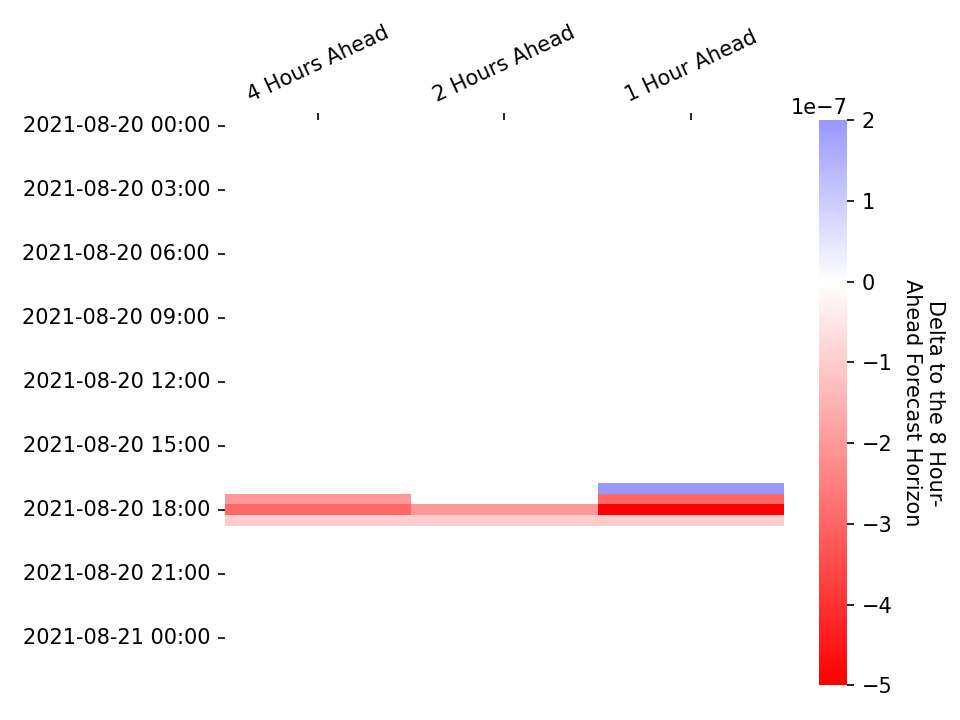 4 Hours Ahead
2 Hours Ahead
1 Hour Ahead
2021-08-20 00:00
2021-08-20 03:00
2021-08-20 06:00
2021-08-20 09:00
2021-08-20 12:00
2021-08-20 15:00
2021-08-20 18:00
2021-08-20 21:00
2021-08-21 00:00
1e−7
2
1
0
−1
−2
−3
−4
−5
Delta to the 8 Hour-
Ahead Forecast Horizon